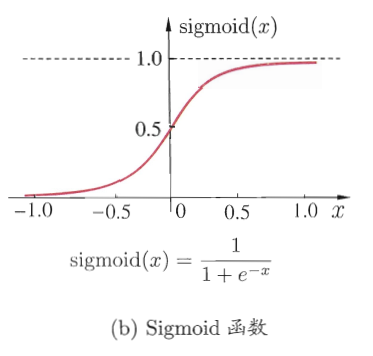 sigmoid(x)
1.0
0.5
-1.0 -0.5 0 0.5 1.0 x
sigmoid(x) = 1 / (1 + e^{-x})
(b) Sigmoid 函数